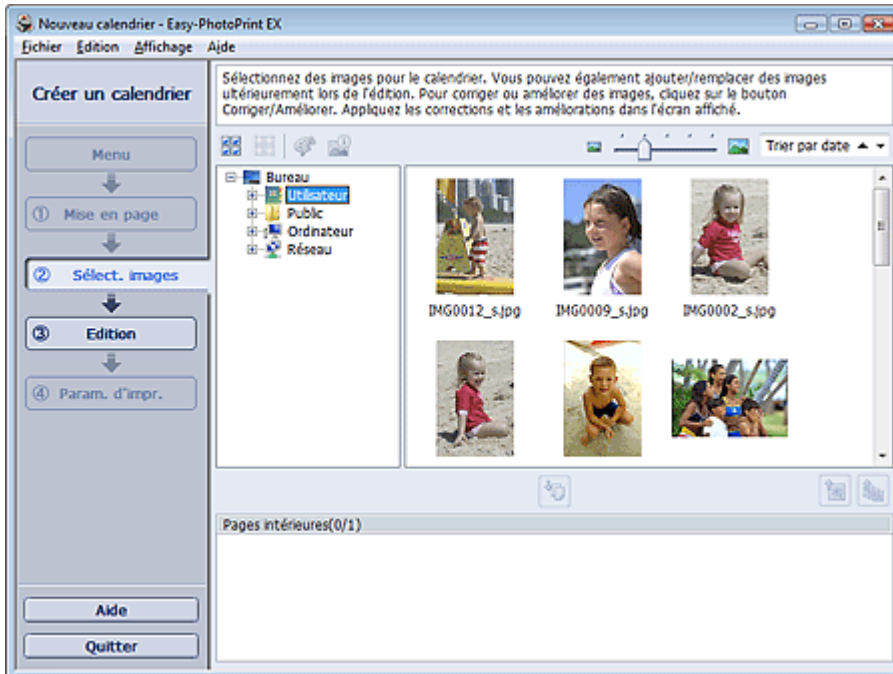 Nouveau calendrier - Easy-PhotoPrint EX
Fichier Edition Affichage Aide
Créer un calendrier
Sélectionnez des images pour le calendrier. Vous pouvez également ajouter/remplacer des images
ultérieurement lors de l'édition. Pour corriger ou améliorer des images, cliquez sur le bouton
Corriger/Améliorer. Appliquez les corrections et les améliorations dans l'écran affiché.
Menu
① Mise en page
② Sélect. images
③ Edition
④ Param. d'impr.
Trier par date
Bureau
Utilisateur
Public
Ordinateur
Réseau
IMG0012_s.jpg IMG0009_s.jpg IMG0002_s.jpg
Pages intérieures(0/1)
Aide
Quitter